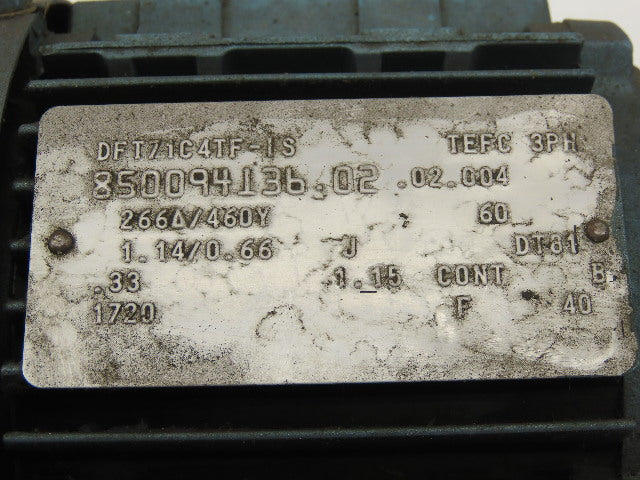 DFT71C4TF-IS TEFC 3PH
850094136.02 .02.004
266Δ/460Y 60
1.14/0.66 J DT81
.33 1.15 CONT B
1720 F 40